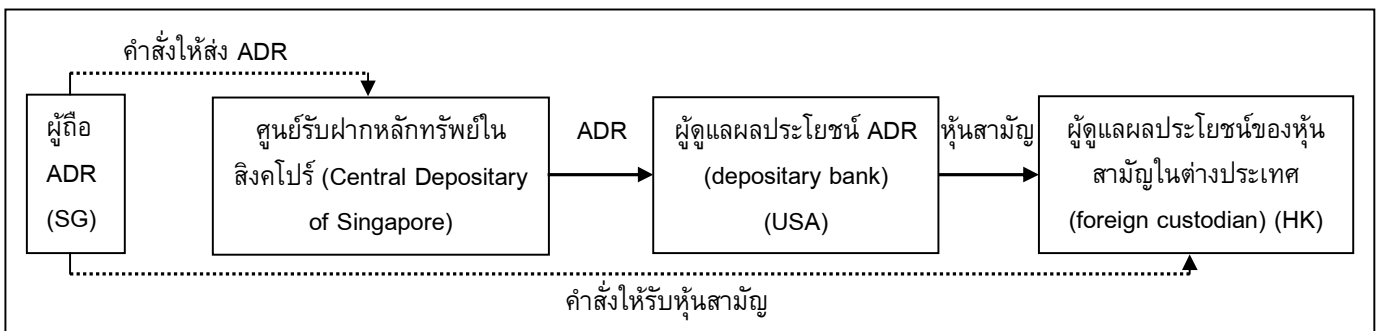 คำสั่งให้ส่ง ADR
ผู้ถือ
ADR
(SG)
ศูนย์รับฝากหลักทรัพย์ใน
สิงคโปร์ (Central Depositary
of Singapore)
ADR
ผู้ดูแลผลประโยชน์ ADR
(depositary bank)
(USA)
หุ้นสามัญ
ผู้ดูแลผลประโยชน์ของหุ้น
สามัญในต่างประเทศ
(foreign custodian) (HK)
คำสั่งให้รับหุ้นสามัญ